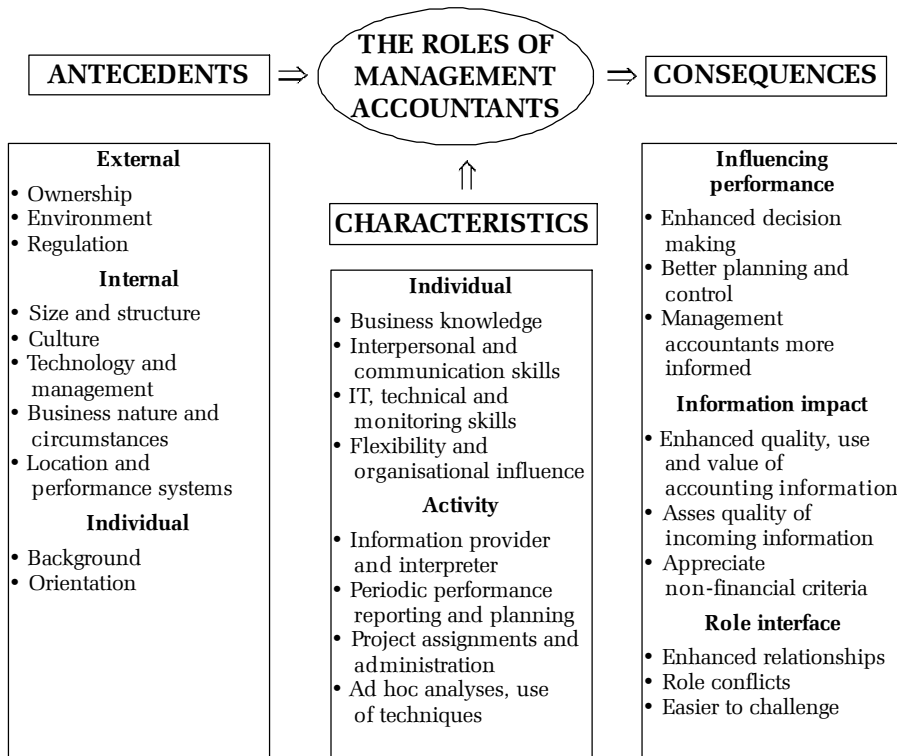 THE ROLES OF
MANAGEMENT
ACCOUNTANTS
ANTECEDENTS
⇒
⇒
CONSEQUENCES
External
• Ownership
• Environment
• Regulation
Internal
• Size and structure
• Culture
• Technology and
management
• Business nature and
circumstances
• Location and
performance systems
Individual
• Background
• Orientation
⇑
CHARACTERISTICS
Individual
• Business knowledge
• Interpersonal and
communication skills
• IT, technical and
monitoring skills
• Flexibility and
organisational influence
Activity
• Information provider
and interpreter
• Periodic performance
reporting and planning
• Project assignments and
administration
• Ad hoc analyses, use
of techniques
Influencing
performance
• Enhanced decision
making
• Better planning and
control
• Management
accountants more
informed
Information impact
• Enhanced quality, use
and value of
accounting information
• Asses quality of
incoming information
• Appreciate
non-financial criteria
Role interface
• Enhanced relationships
• Role conflicts
• Easier to challenge